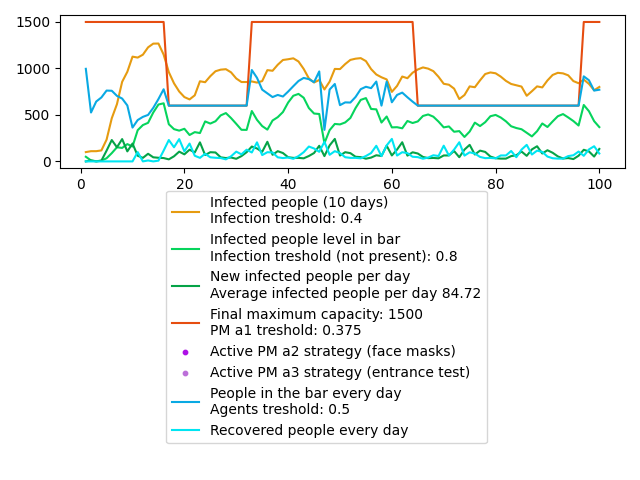 1500
1000
500
0
0 20 40 60 80 100
Infected people (10 days)
Infection treshold: 0.4
Infected people level in bar
Infection treshold (not present): 0.8
New infected people per day
Average infected people per day 84.72
Final maximum capacity: 1500
PM a1 treshold: 0.375
Active PM a2 strategy (face masks)
Active PM a3 strategy (entrance test)
People in the bar every day
Agents treshold: 0.5
Recovered people every day